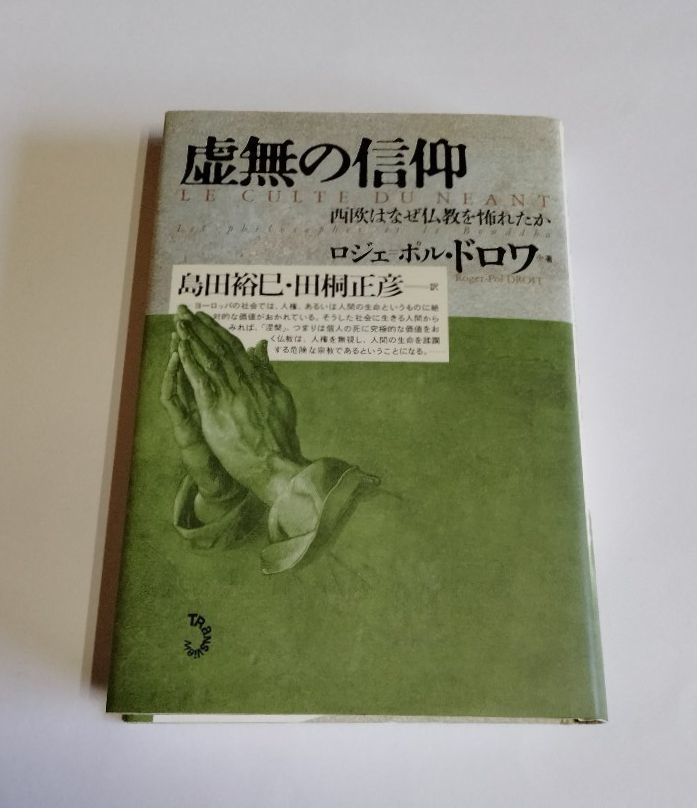 虚無の信仰
LE CULTE DU NEANT
西欧はなぜ仏教を怖れたか
Les philosophes et le Bouddha
ロジェ=ポル・ドロワ 著
Roger-Pol DROIT
島田裕巳・田桐正彦—訳
ヨーロッパの社会では、人権、あるいは人間の生命というものに絶
対的な価値がおかれている。そうした社会に生きる人間から
みれば、「涅槃」、つまりは個人の死に究極的な価値をお
く仏教は、人権を無視し、人間の生命を蹂躙
する危険な宗教であるということになる。
TRaNSVieW